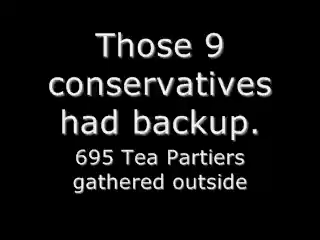 Those 9
conservatives
had backup.
695 Tea Partiers
gathered outside